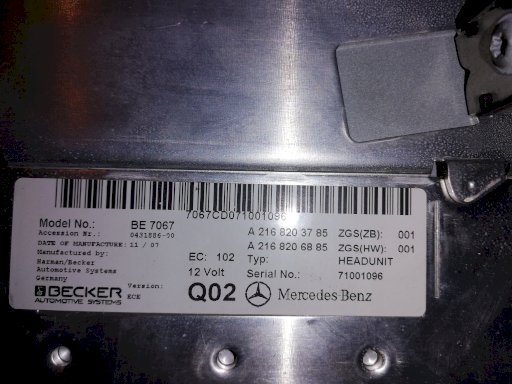 7067CD071001096
Model No.: BE 7067
Accession Nr.: 0431586-00
DATE OF MANUFACTURE: 11 / 07
Manufactured by:
Harman/Becker
Automotive Systems
Germany
BECKER
AUTOMOTIVE SYSTEMS
Version:
ECE
A 216 820 37 85 ZGS(ZB): 001
A 216 820 68 85 ZGS(HW): 001
EC: 102 Typ: HEADUNIT
12 Volt Serial No.: 71001096
Q02 Mercedes-Benz